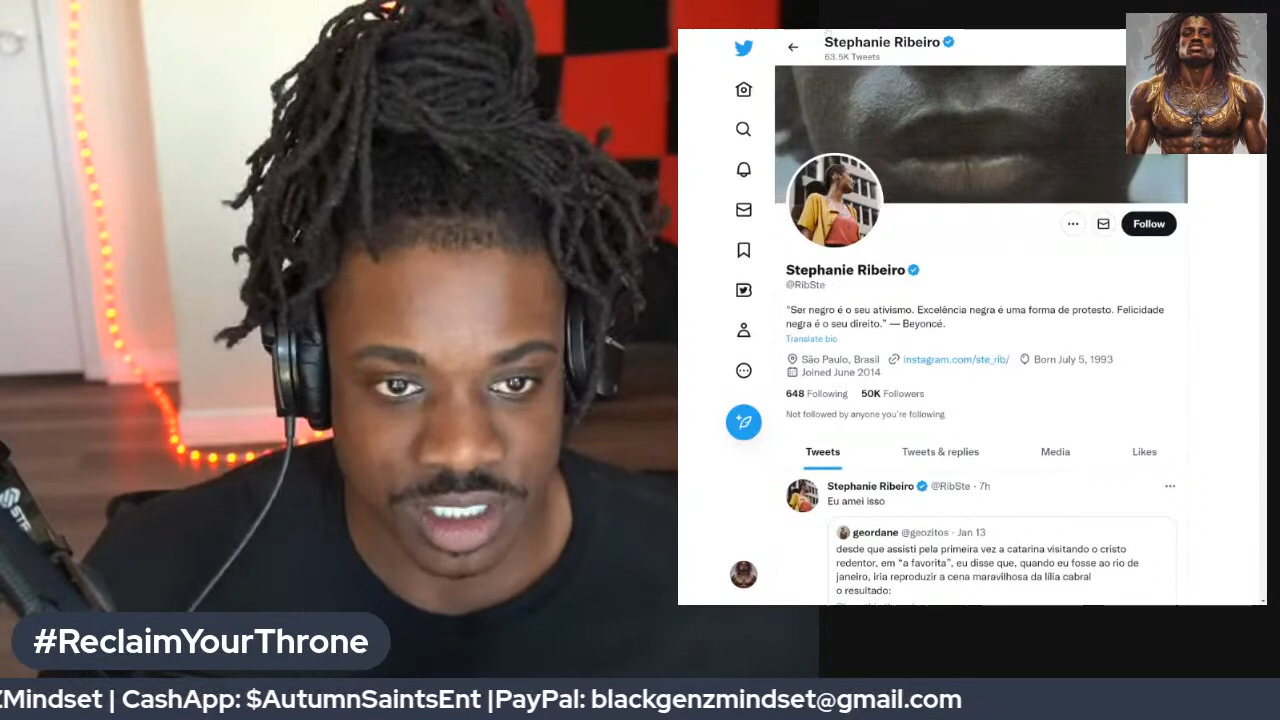 Stephanie Ribeiro
63.5K Tweets
Follow
Stephanie Ribeiro
@RibSte
"Ser negro é o seu ativismo. Excelência negra é uma forma de protesto. Felicidade
negra é o seu direito." — Beyoncé.
Translate bio
São Paulo, Brasil instagram.com/ste_rib/ Born July 5, 1993
Joined June 2014
648 Following 50K Followers
Not followed by anyone you're following
Tweets Tweets & replies Media Likes
Stephanie Ribeiro @RibSte · 7h
Eu amei isso
geordane @geozitos · Jan 13
desde que assisti pela primeira vez a catarina visitando o cristo
redentor, em "a favorita", eu disse que, quando eu fosse ao rio de
janeiro, iria reproduzir a cena maravilhosa da lília cabral
o resultado:
#ReclaimYourThrone
ZMindset | CashApp: $AutumnSaintsEnt |PayPal: blackgenzmindset@gmail.com